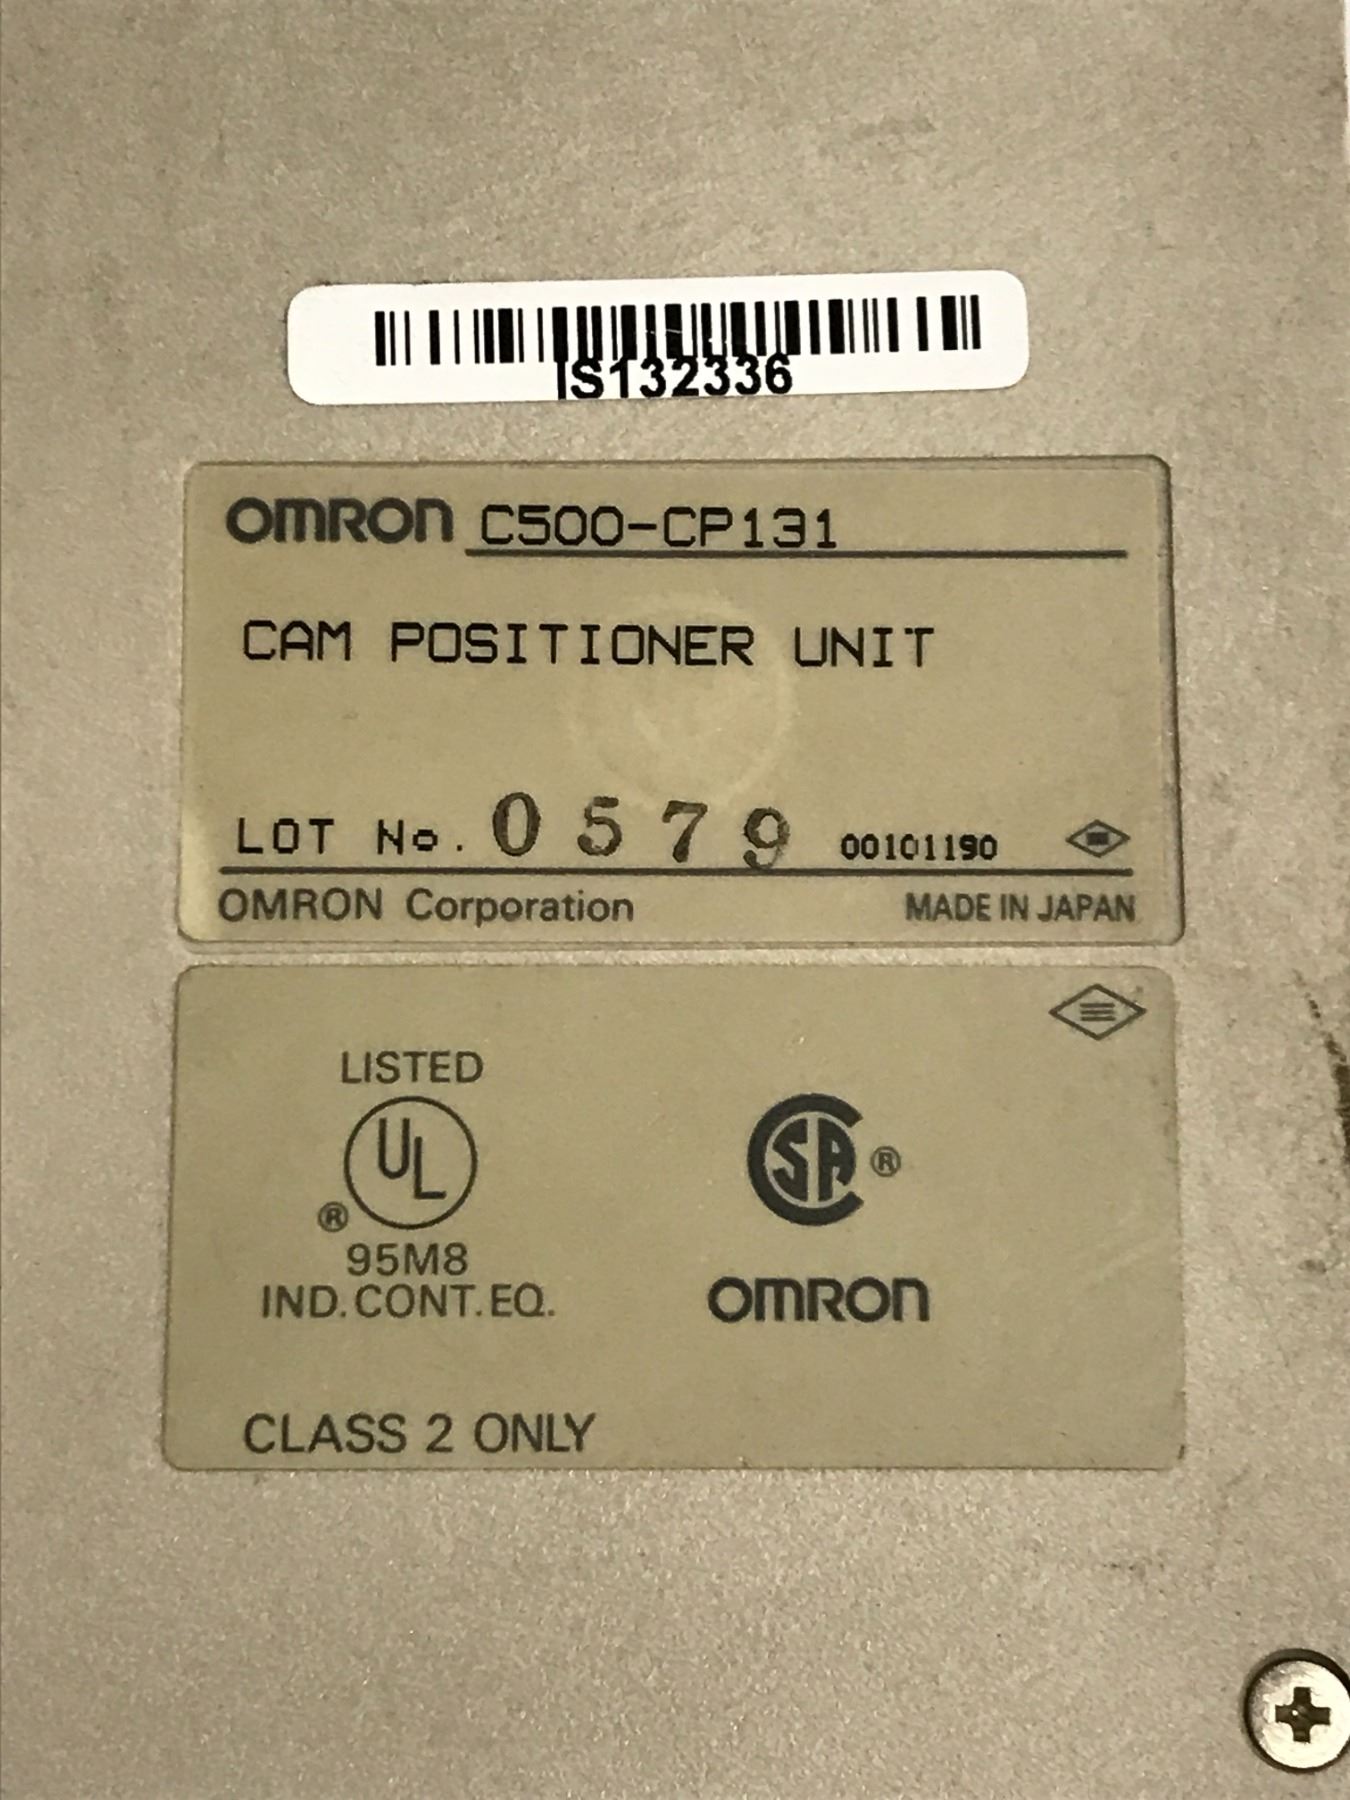 IS132336
OMRON C500-CP131
CAM POSITIONER UNIT
LOT No. 0579 00101190
OMRON Corporation MADE IN JAPAN
LISTED
UL
®
95M8
IND.CONT.EQ.
CSA ®
OMRON
CLASS 2 ONLY